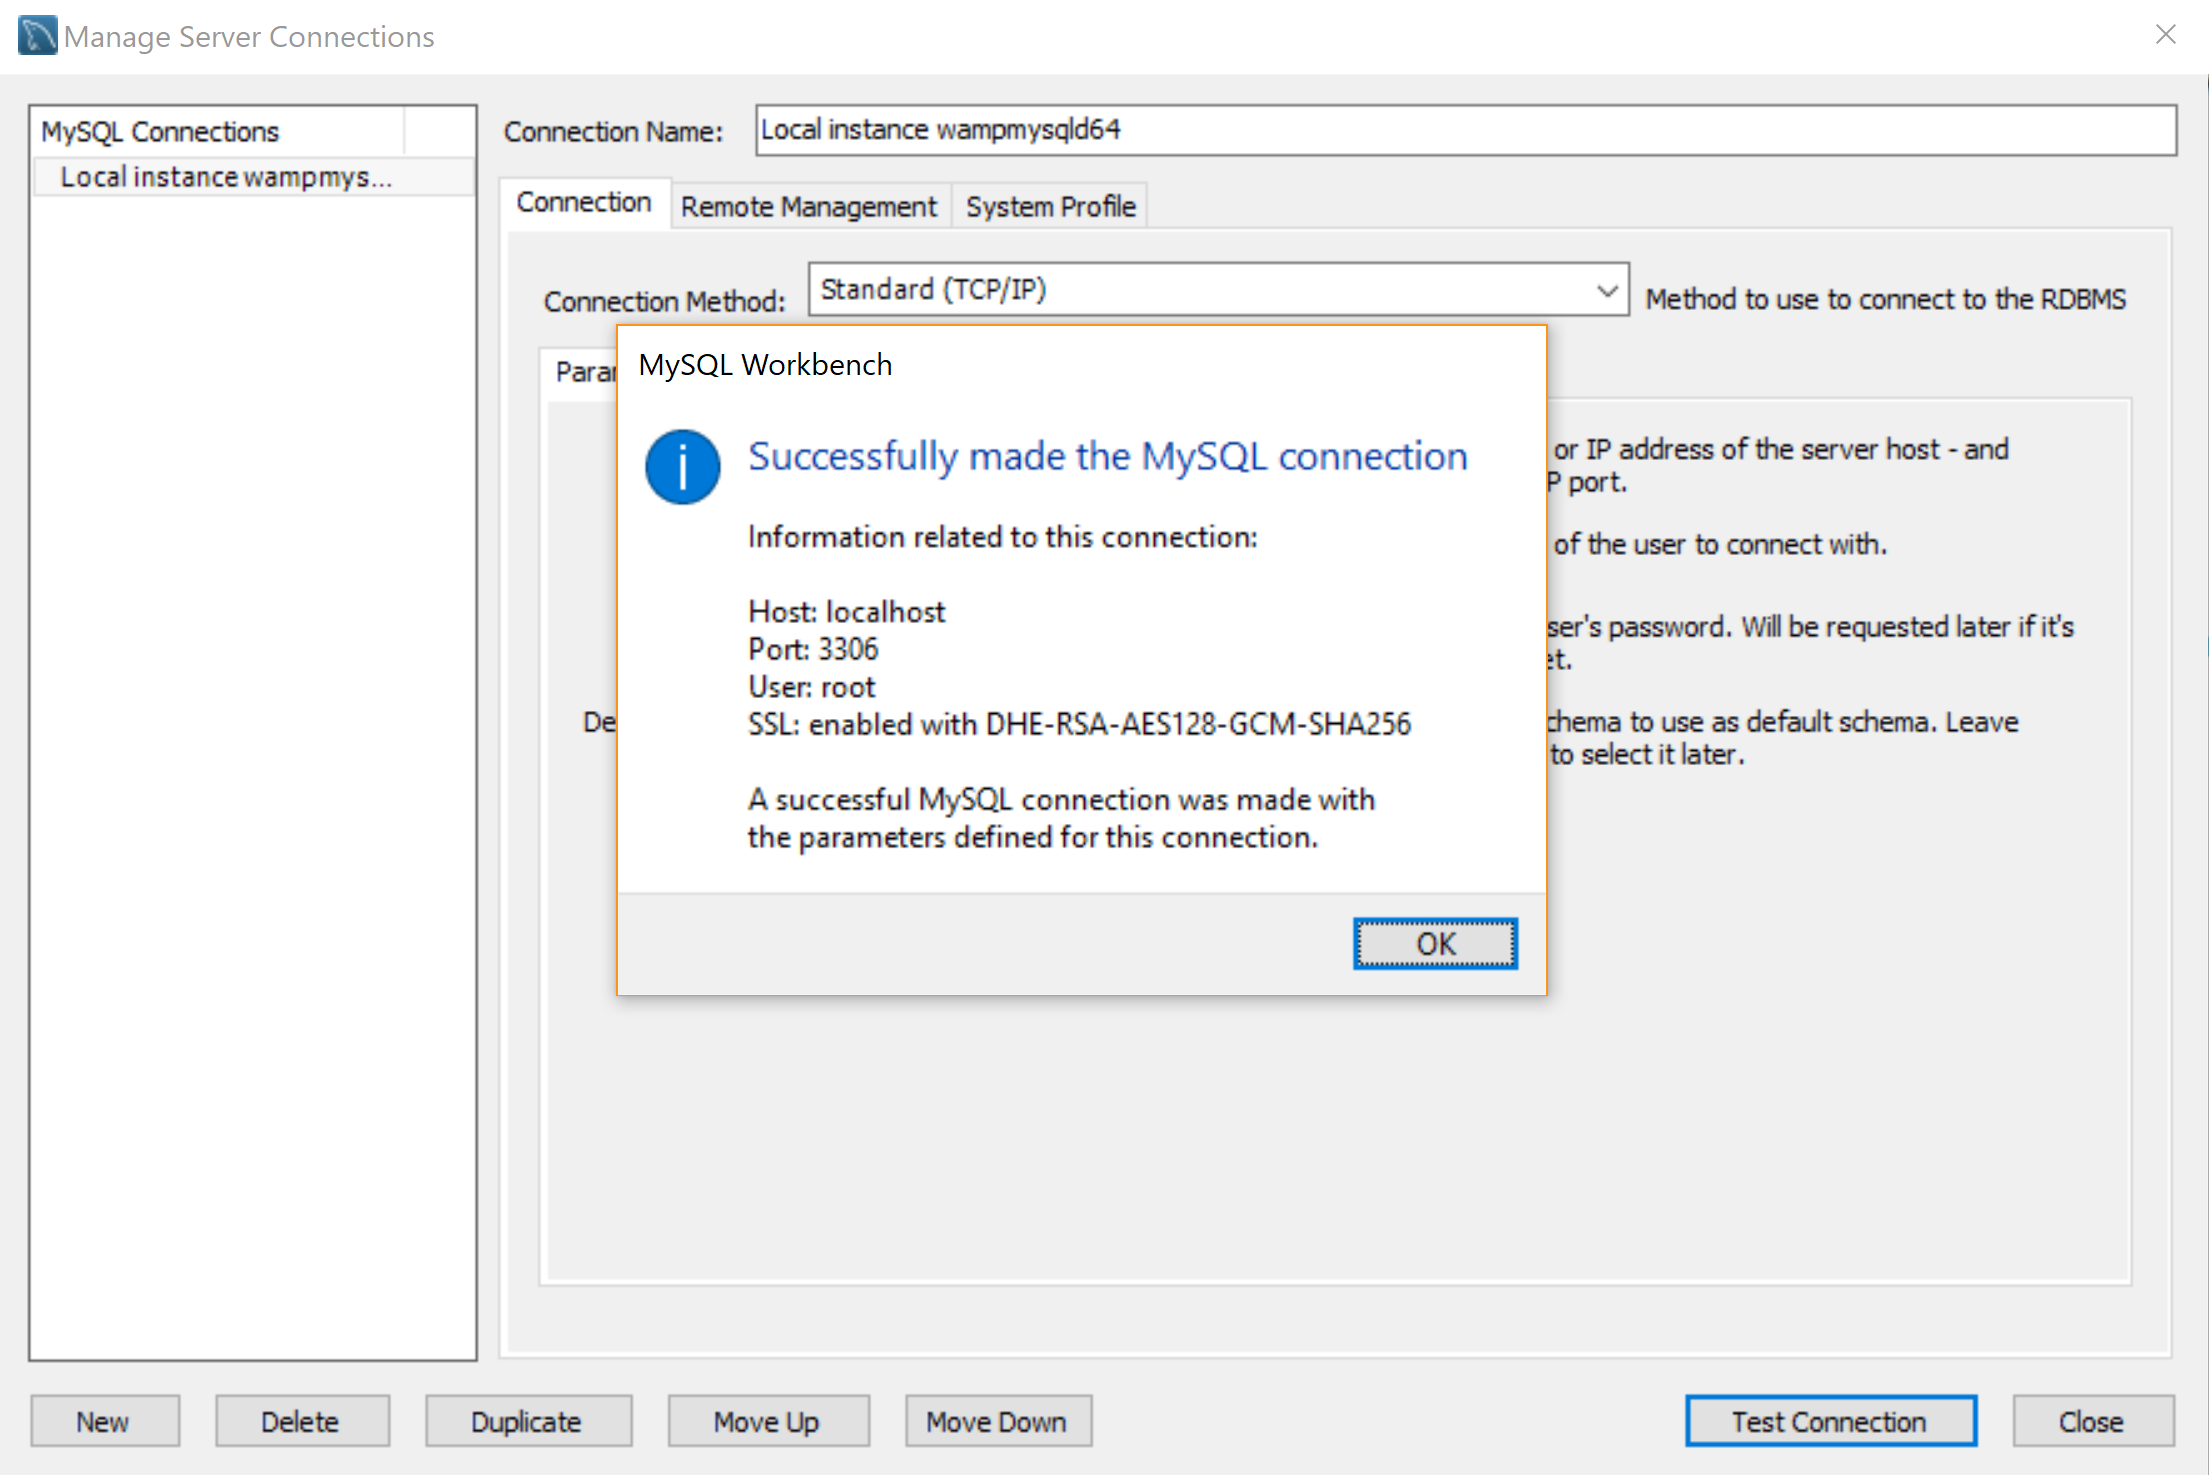 Manage Server Connections
MySQL Connections
Local instance wampmys...
Connection Name:
Local instance wampmysqld64
Connection
Remote Management
System Profile
Connection Method:
Standard (TCP/IP)
Method to use to connect to the RDBMS
MySQL Workbench
Successfully made the MySQL connection
Information related to this connection:
Host: localhost
Port: 3306
User: root
SSL: enabled with DHE-RSA-AES128-GCM-SHA256
A successful MySQL connection was made with
the parameters defined for this connection.
OK
or IP address of the server host - and
port.
of the user to connect with.
password. Will be requested later if it's
to use as default schema. Leave
to select it later.
New
Delete
Duplicate
Move Up
Move Down
Test Connection
Close